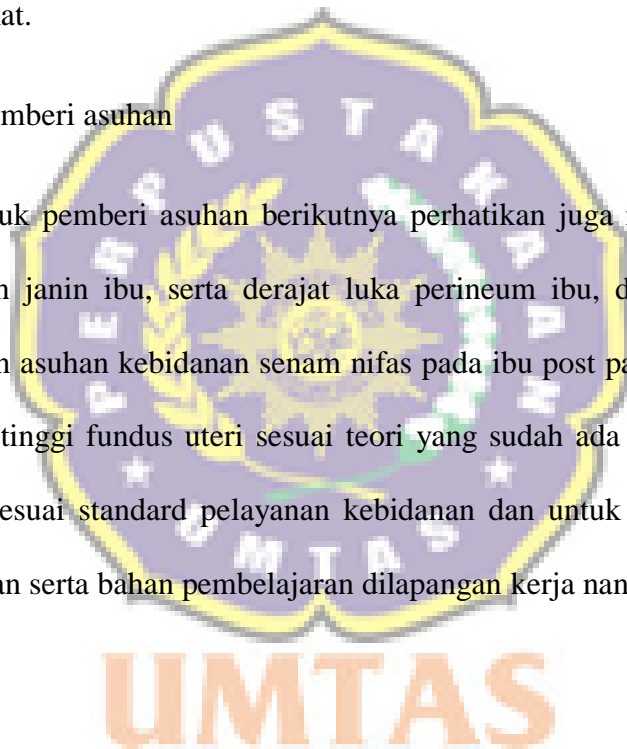 at.
mberi asuhan
uk pemberi asuhan berikutnya perhatikan juga
n janin ibu, serta derajat luka perineum ibu, d
n asuhan kebidanan senam nifas pada ibu post pa
tinggi fundus uteri sesuai teori yang sudah ada
esuai standard pelayanan kebidanan dan untuk
an serta bahan pembelajaran dilapangan kerja nan
PERPUSTAKAAN
UMTAS
UMTAS